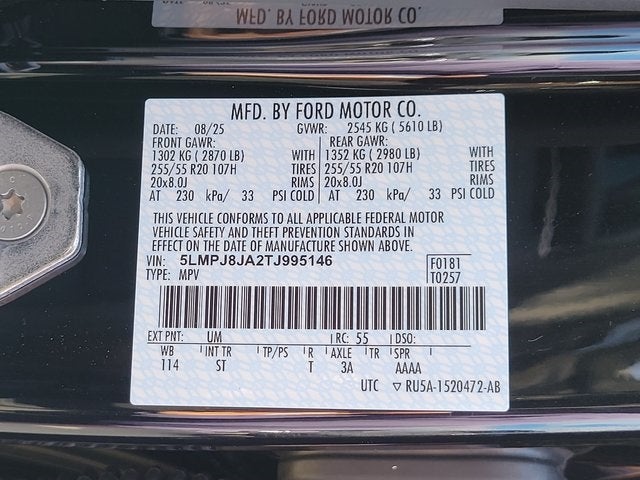 MFD. BY FORD MOTOR CO.
MFD. BY FORD MOTOR CO.
DATE: 08/25 GVWR: 2545 KG ( 5610 LB)
FRONT GAWR: REAR GAWR:
1302 KG ( 2870 LB) WITH 1352 KG ( 2980 LB) WITH
255/55 R20 107H TIRES 255/55 R20 107H TIRES
20x8.0J RIMS 20x8.0J RIMS
AT 230 kPa/ 33 PSI COLD AT 230 kPa/ 33 PSI COLD
THIS VEHICLE CONFORMS TO ALL APPLICABLE FEDERAL MOTOR
VEHICLE SAFETY AND THEFT PREVENTION STANDARDS IN
EFFECT ON THE DATE OF MANUFACTURE SHOWN ABOVE.
VIN: 5LMPJ8JA2TJ995146 F0181
TYPE: MPV T0257
EXT PNT: UM RC: 55 DSO:
WB INT TR TP/PS R AXLE TR SPR
114 ST T 3A AAAA
UTC ▽ RU5A-1520472-AB